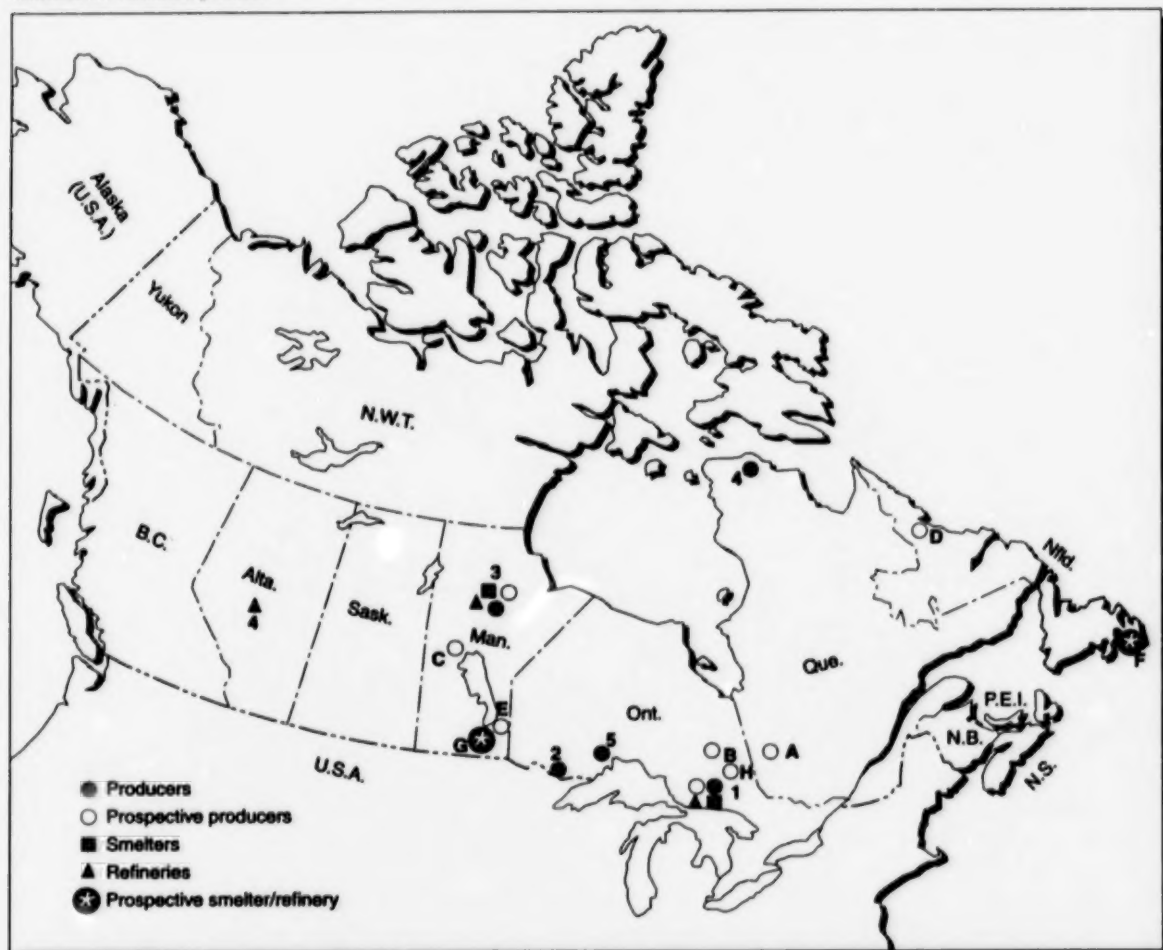 Alaska
(U.S.A.)
Yukon
N.W.T.
4
D
Nfld.
B.C.
Alta.
4
Sask.
3
Man.
C
Que.
F
E
G
Ont.
P.E.I.
N.B.
N.S.
U.S.A.
2
5
B
A
H
1
Producers
Prospective producers
Smelters
Refineries
Prospective smelter/refinery